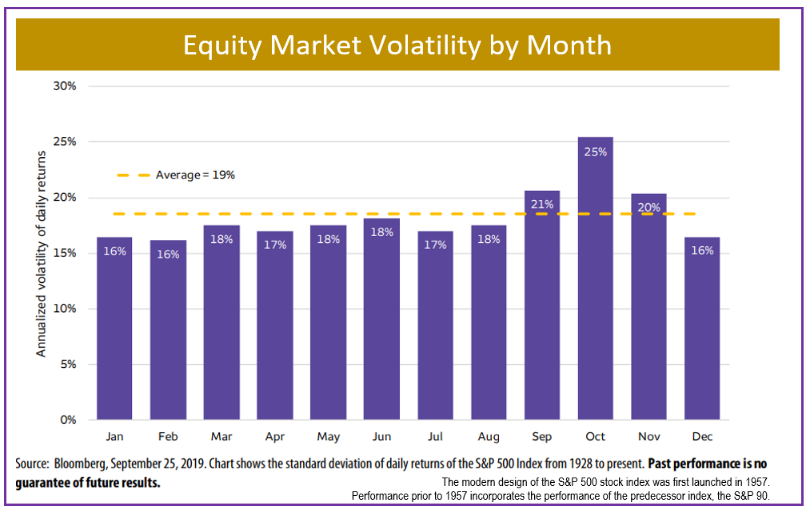 Equity Market Volatility by Month
30%
25%
20%
15%
10%
5%
0%
Annualized volatility of daily returns
Average = 19%
16%
16%
18%
17%
18%
18%
17%
18%
21%
25%
20%
16%
Jan Feb Mar Apr May Jun Jul Aug Sep Oct Nov Dec
Source: Bloomberg, September 25, 2019. Chart shows the standard deviation of daily returns of the S&P 500 Index from 1928 to present. Past performance is no
guarantee of future results.
The modern design of the S&P 500 stock index was first launched in 1957.
Performance prior to 1957 incorporates the performance of the predecessor index, the S&P 90.